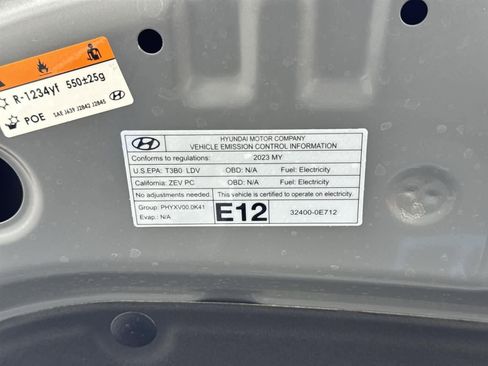 R-1234yf 550±25g
POE SAE J639 J2842 J2845
HYUNDAI MOTOR COMPANY
VEHICLE EMISSION CONTROL INFORMATION
Conforms to regulations: 2023 MY
U.S.EPA: T3B0 LDV OBD: N/A Fuel: Electricity
California: ZEV PC OBD: N/A Fuel: Electricity
No adjustments needed. This vehicle is certified to operate on electricity.
Group: PHYXV00.0K41
Evap.: N/A
E12
32400-0E712